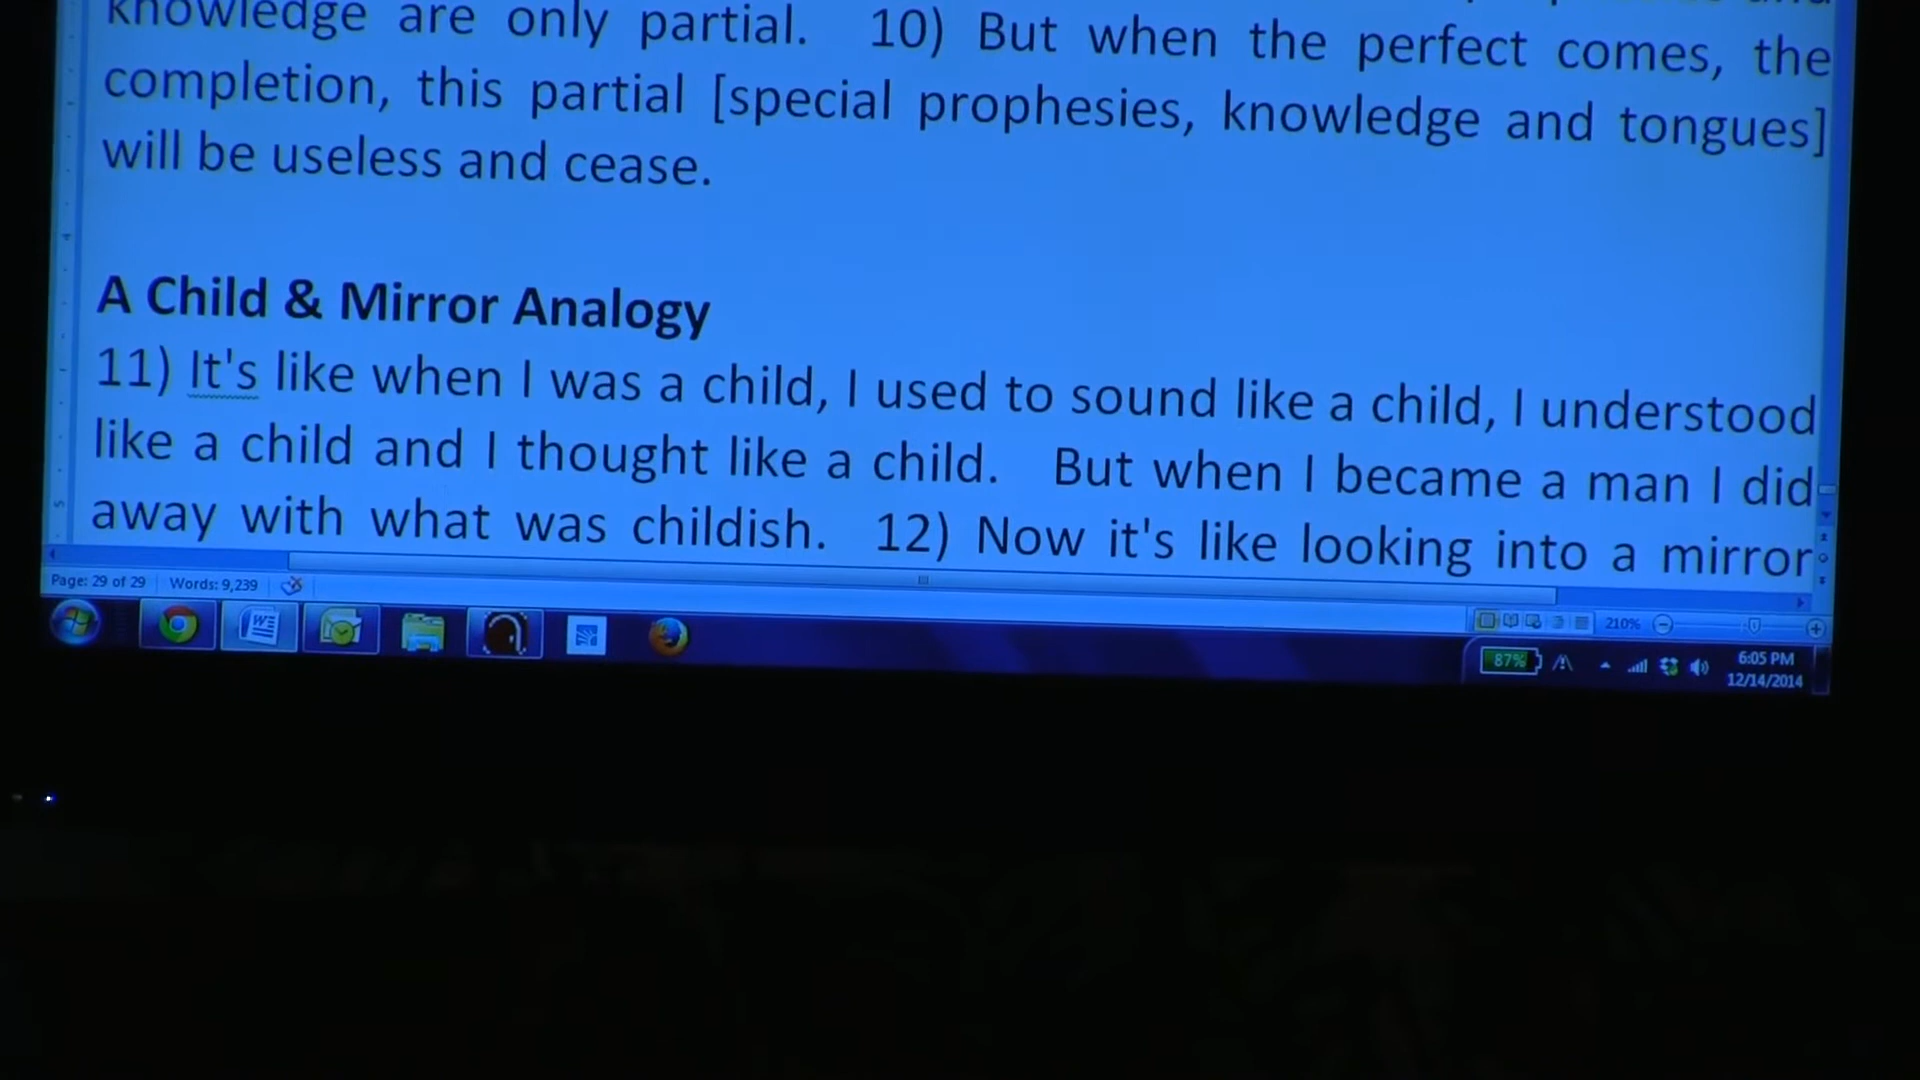 knowledge are only partial. 10) But when the perfect comes, the
completion, this partial [special prophesies, knowledge and tongues]
will be useless and cease.
A Child & Mirror Analogy
11) It's like when I was a child, I used to sound like a child, I understood
like a child and I thought like a child. But when I became a man I did
away with what was childish. 12) Now it's like looking into a mirror
Page: 29 of 29 Words: 9,239
210%
87%
6:05 PM
12/14/2014